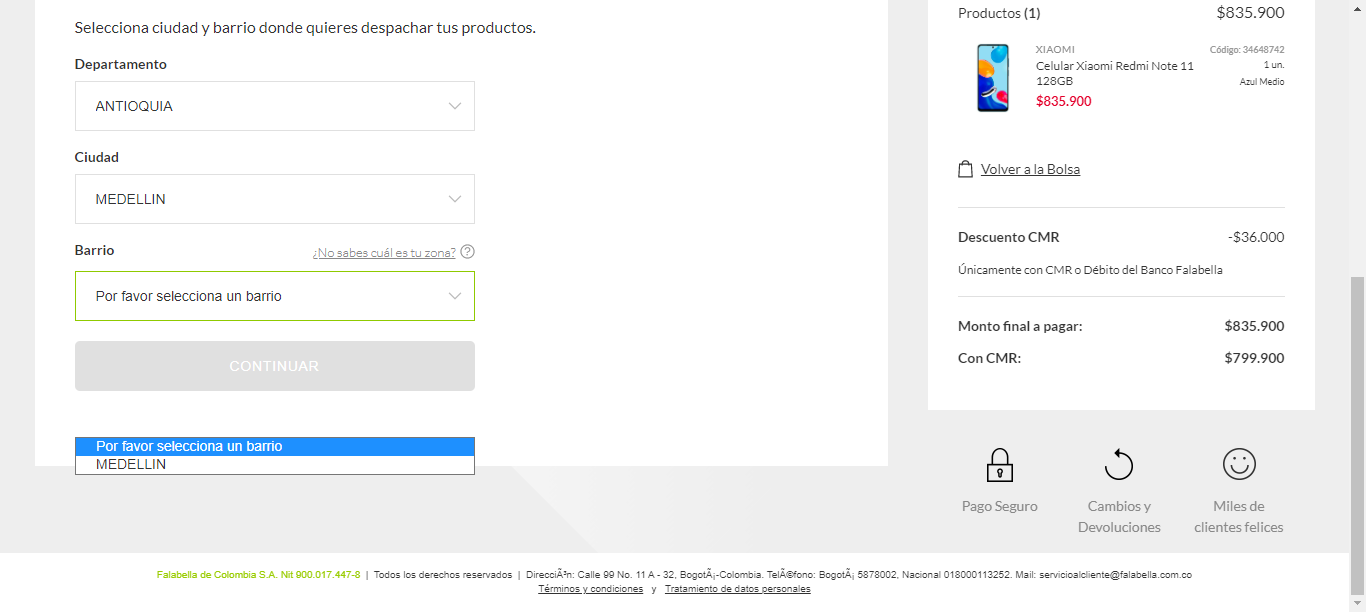 Selecciona ciudad y barrio donde quieres despachar tus productos.
Departamento
ANTIOQUIA
Ciudad
MEDELLIN
Barrio
¿No sabes cuál es tu zona? ?
Por favor selecciona un barrio
CONTINUAR
Por favor selecciona un barrio
MEDELLIN
Productos (1) $835.900
XIAOMI Código: 34648742
Celular Xiaomi Redmi Note 11 1 un.
128GB Azul Medio
$835.900
Volver a la Bolsa
Descuento CMR -$36.000
Únicamente con CMR o Débito del Banco Falabella
Monto final a pagar: $835.900
Con CMR: $799.900
Pago Seguro
Cambios y
Devoluciones
Miles de
clientes felices
Falabella de Colombia S.A. Nit 900.017.447-8 | Todos los derechos reservados | DirecciÃ³n: Calle 99 No. 11 A - 32, BogotÃ¡-Colombia. TelÃ©fono: BogotÃ¡ 5878002, Nacional 018000113252. Mail: servicioalcliente@falabella.com.co
Términos y condiciones y Tratamiento de datos personales